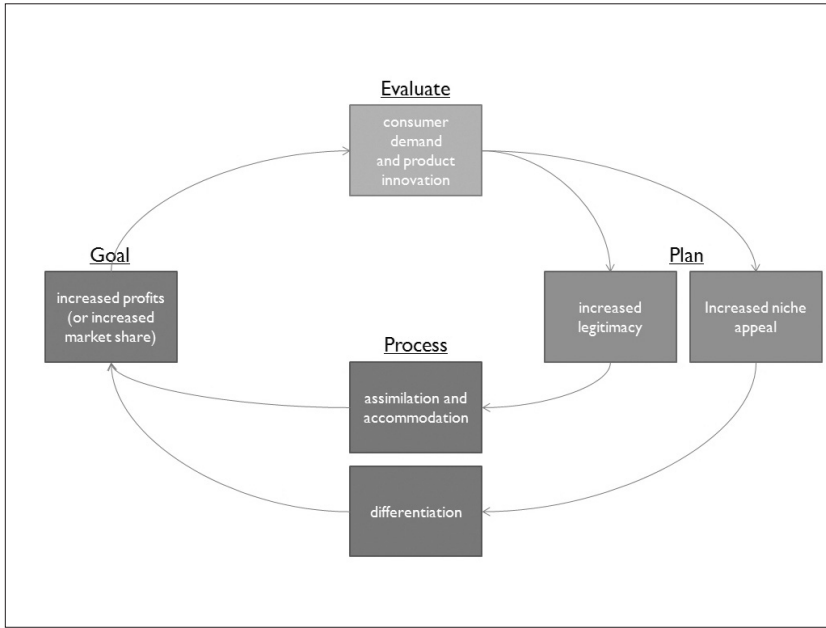 Evaluate
consumer
demand
and product
innovation
Goal
increased profits
(or increased
market share)
Plan
increased
legitimacy
Increased niche
appeal
Process
assimilation and
accommodation
differentiation